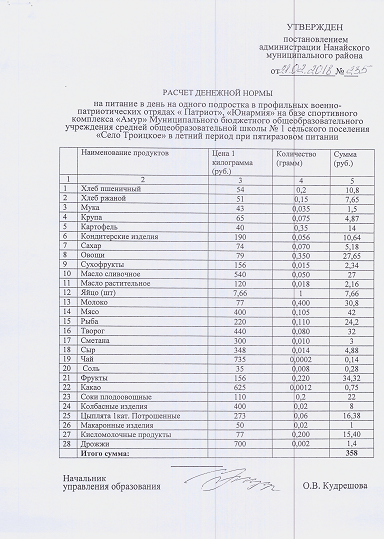 УТВЕРЖДЕН
постановлением
администрации Нанайского
муниципального района
от 21.02.2018 № 235
РАСЧЕТ ДЕНЕЖНОЙ НОРМЫ
на питание в день на одного подростка в профильных военно-
патриотических отрядах « Патриот», «Юнармия» на базе спортивного
комплекса «Амур» Муниципального бюджетного общеобразовательного
учреждения средней общеобразовательной школы № 1 сельского поселения
«Село Троицкое» в летний период при пятиразовом питании
Наименование продуктов Цена 1 килограмма (руб.) Количество (грамм) Сумма (руб.)
1 2 3 4 5
1 Хлеб пшеничный 54 0,2 10,8
2 Хлеб ржаной 51 0,15 7,65
3 Мука 43 0,035 1,5
4 Крупа 65 0,075 4,87
5 Картофель 40 0,35 14
6 Кондитерские изделия 190 0,056 10,64
7 Сахар 74 0,070 5,18
8 Овощи 79 0,350 27,65
9 Сухофрукты 156 0,015 2,34
10 Масло сливочное 540 0,050 27
11 Масло растительное 120 0,018 2,16
12 Яйцо (шт) 7,66 1 7,66
13 Молоко 77 0,400 30,8
14 Мясо 400 0,105 42
15 Рыба 220 0,110 24,2
16 Творог 440 0,080 32
17 Сметана 300 0,010 3
18 Сыр 348 0,014 4,88
19 Чай 735 0,0002 0,14
20 Соль 35 0,008 0,28
21 Фрукты 156 0,220 34,32
22 Какао 625 0,0012 0,75
23 Соки плодоовощные 110 0,2 22
24 Колбасные изделия 400 0,02 8
25 Цыплята 1кат. Потрошенные 273 0,06 16,38
26 Макаронные изделия 50 0,02 1
27 Кисломолочные продукты 77 0,200 15,40
28 Дрожжи 700 0,002 1,4
Итого сумма: 358
Начальник
управления образования О.В. Кудрешова